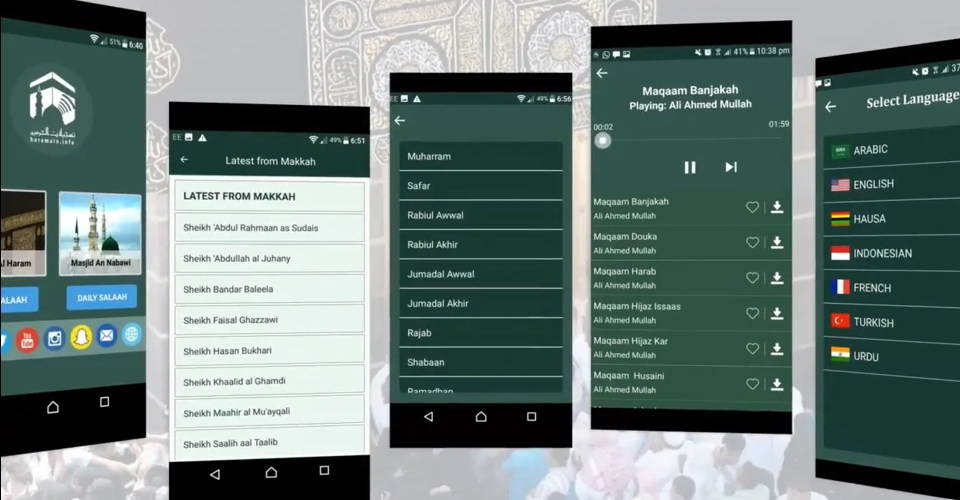 51% 6:40
تسجيلات الحرمين
haramain.info
Al Haram
Masjid An Nabawi
SALAAH
DAILY SALAAH
You
Tube
EE 49% 6:51
Latest from Makkah
LATEST FROM MAKKAH
Sheikh 'Abdul Rahmaan as Sudais
Sheikh 'Abdullah al Juhany
Sheikh Bandar Baleela
Sheikh Faisal Ghazzawi
Sheikh Hasan Bukhari
Sheikh Khaalid al Ghamdi
Sheikh Maahir al Mu'ayqali
Sheikh Saalih aal Taalib
EE 49% 6:56
Muharram
Safar
Rabiul Awwal
Rabiul Akhir
Jumadal Awwal
Jumadal Akhir
Rajab
Shabaan
Ramadhan
41% 10:38 pm
Maqaam Banjakah
Playing: Ali Ahmed Mullah
00:02
01:59
Maqaam Banjakah
Ali Ahmed Mullah
Maqaam Douka
Ali Ahmed Mullah
Maqaam Harab
Ali Ahmed Mullah
Maqaam Hijaz Issaas
Ali Ahmed Mullah
Maqaam Hijaz Kar
Ali Ahmed Mullah
Maqaam Husaini
Ali Ahmed Mullah
37
Select Language
ARABIC
ENGLISH
HAUSA
INDONESIAN
FRENCH
TURKISH
URDU